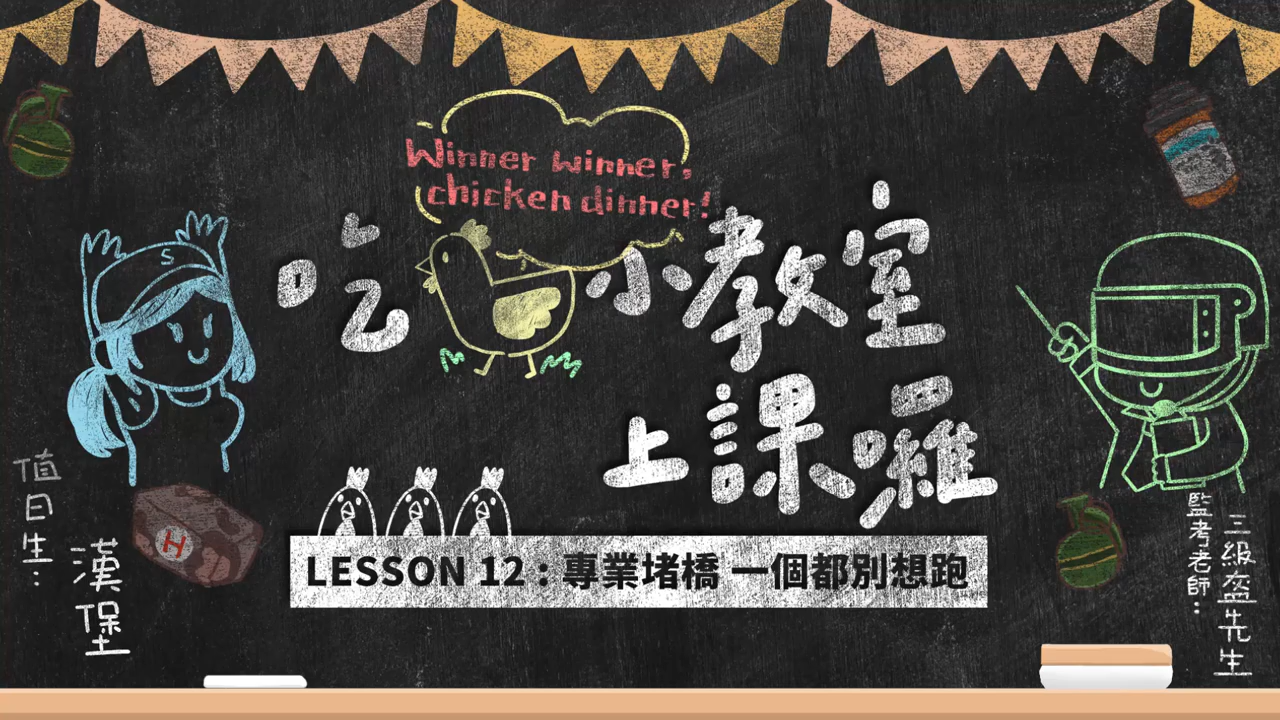 Winner winner,
chicken dinner!
吃 小教室
上課囉
LESSON 12 : 專業堵橋 一個都別想跑
值日生：
漢堡
監考老師：
三級盔先生
S
H